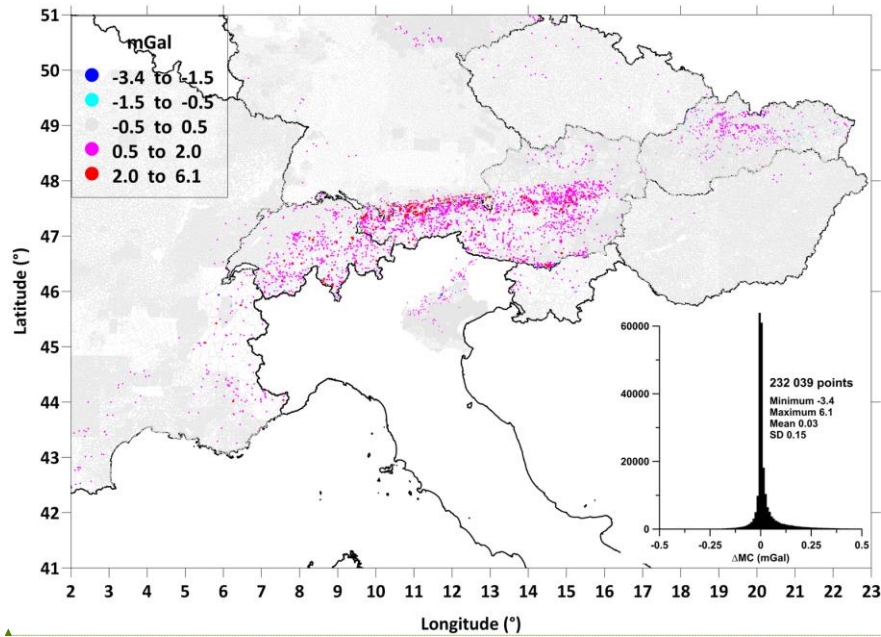 mGal
-3.4 to -1.5
-1.5 to -0.5
-0.5 to 0.5
0.5 to 2.0
2.0 to 6.1
51
50
49
48
47
46
45
44
43
42
41
Latitude (°)
60000
40000
20000
0
232 039 points
Minimum -3.4
Maximum 6.1
Mean 0.03
SD 0.15
-0.5 -0.25 0 0.25 0.5
ΔMC (mGal)
2 3 4 5 6 7 8 9 10 11 12 13 14 15 16 17 18 19 20 21 22 23
Longitude (°)